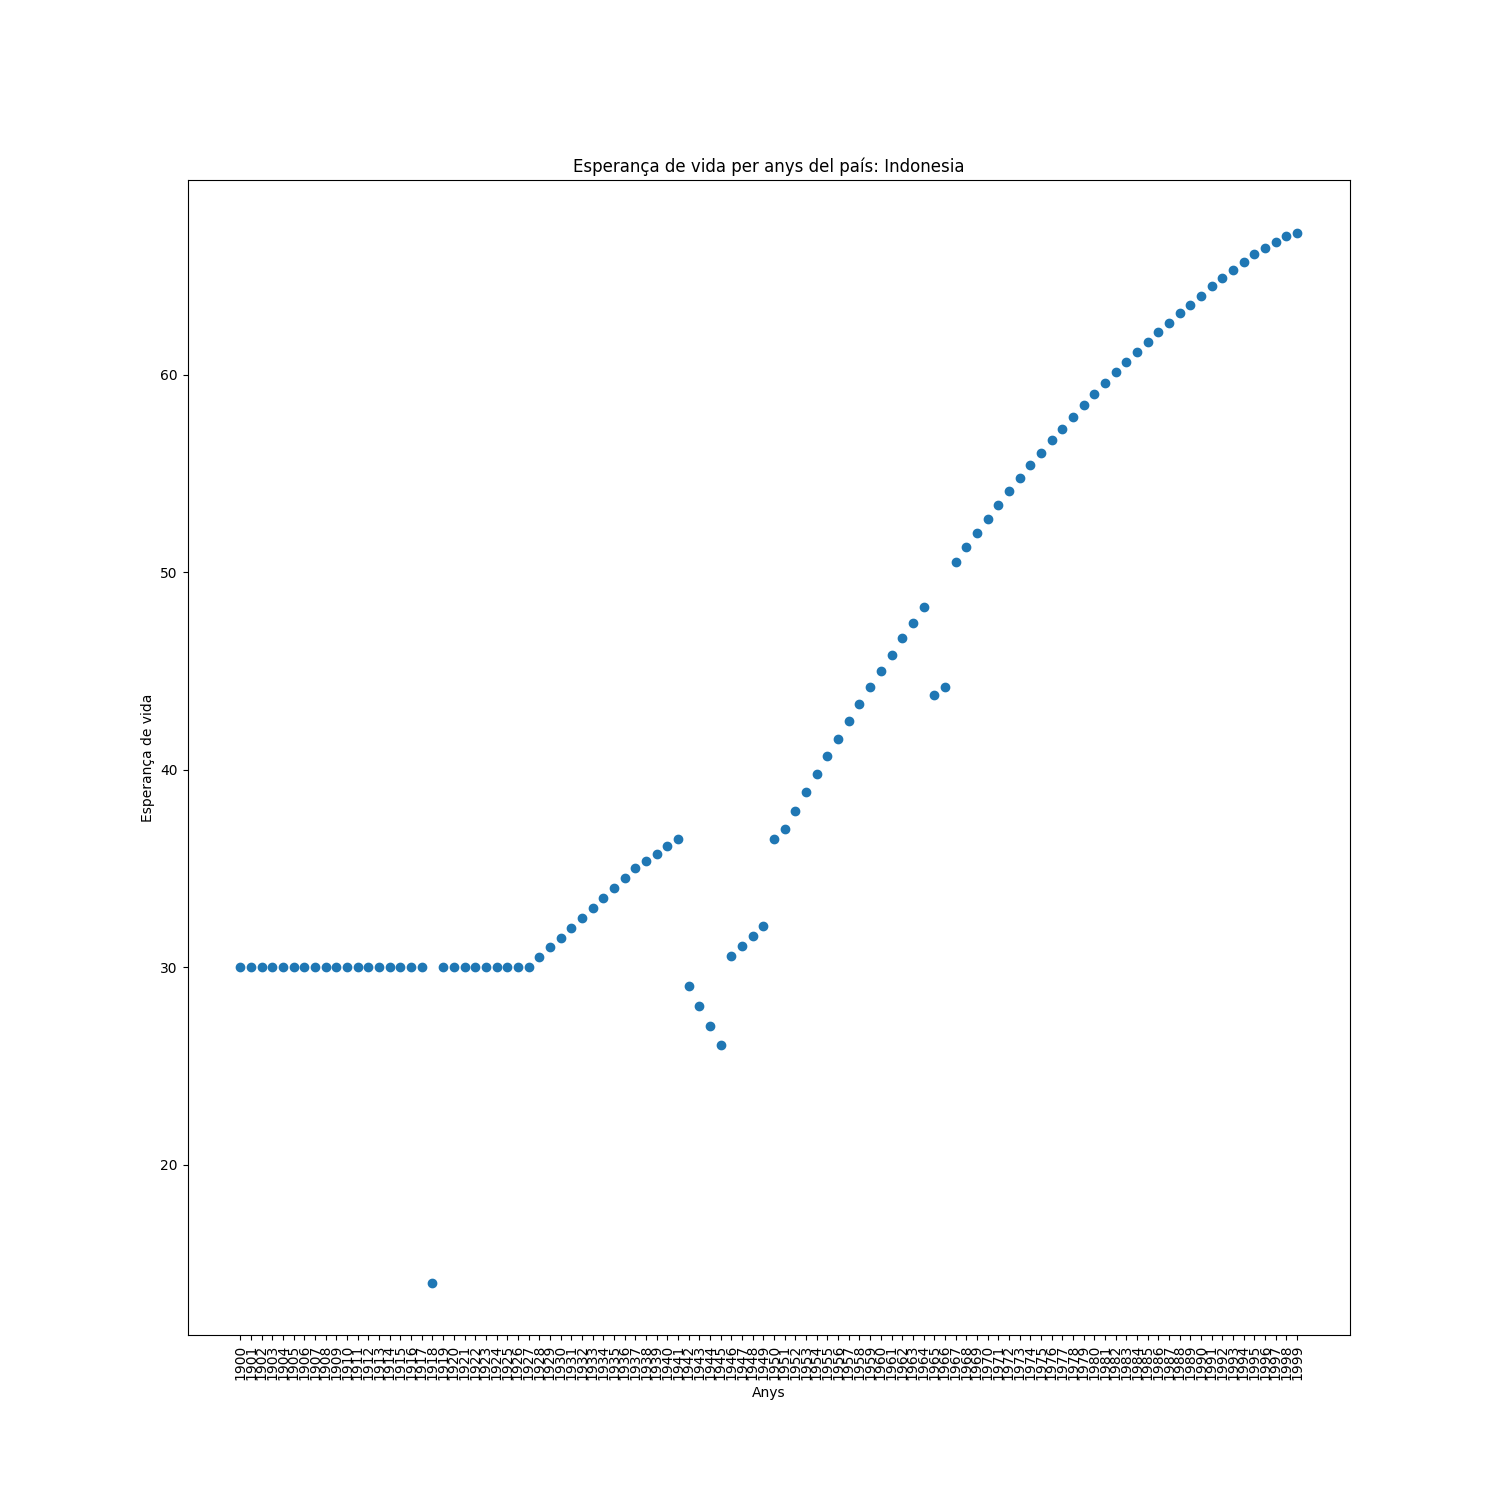 Esperança de vida per anys del país: Indonesia
Esperança de vida
60
50
40
30
20
1900 1901 1902 1903 1904 1905 1906 1907 1908 1909 1910 1911 1912 1913 1914 1915 1916 1917 1918 1919 1920 1921 1922 1923 1924 1925 1926 1927 1928 1929 1930 1931 1932 1933 1934 1935 1936 1937 1938 1939 1940 1941 1942 1943 1944 1945 1946 1947 1948 1949 1950 1951 1952 1953 1954 1955 1956 1957 1958 1959 1960 1961 1962 1963 1964 1965 1966 1967 1968 1969 1970 1971 1972 1973 1974 1975 1976 1977 1978 1979 1980 1981 1982 1983 1984 1985 1986 1987 1988 1989 1990 1991 1992 1993 1994 1995 1996 1997 1998 1999
Anys